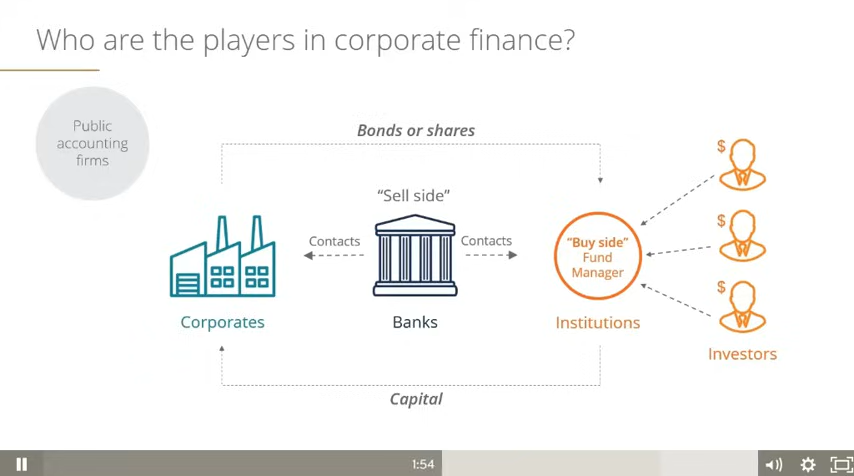 Who are the players in corporate finance?
Public
accounting
firms
Bonds or shares
"Sell side"
Contacts
Contacts
"Buy side"
Fund
Manager
$
$
$
Corporates
Banks
Institutions
Investors
Capital
1:54